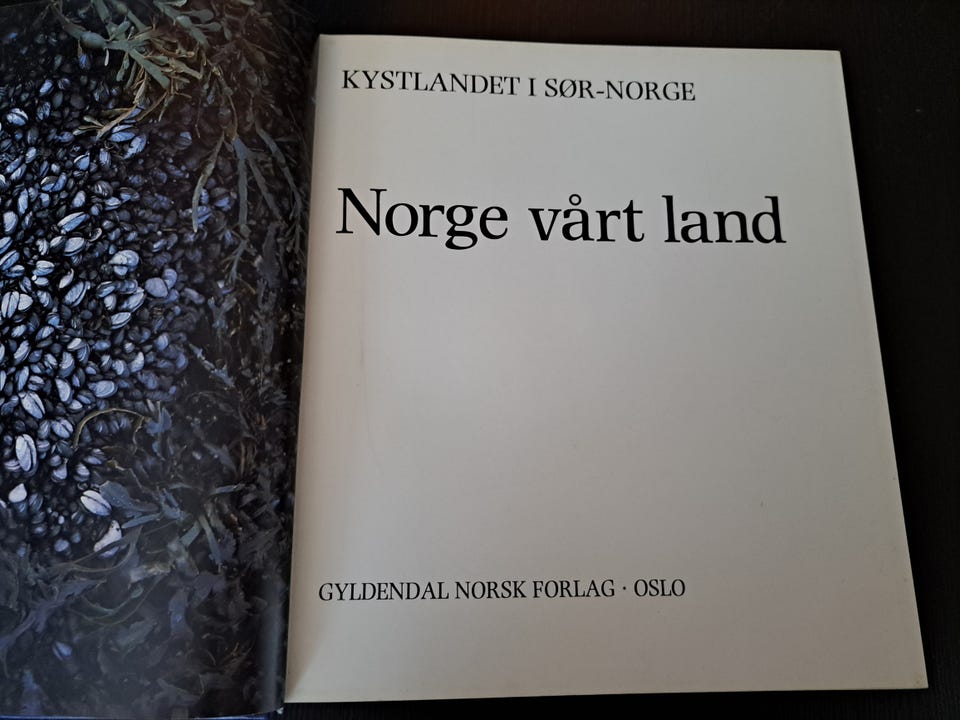 KYSTLANDET I SØR-NORGE
Norge vårt land
GYLDENDAL NORSK FORLAG · OSLO